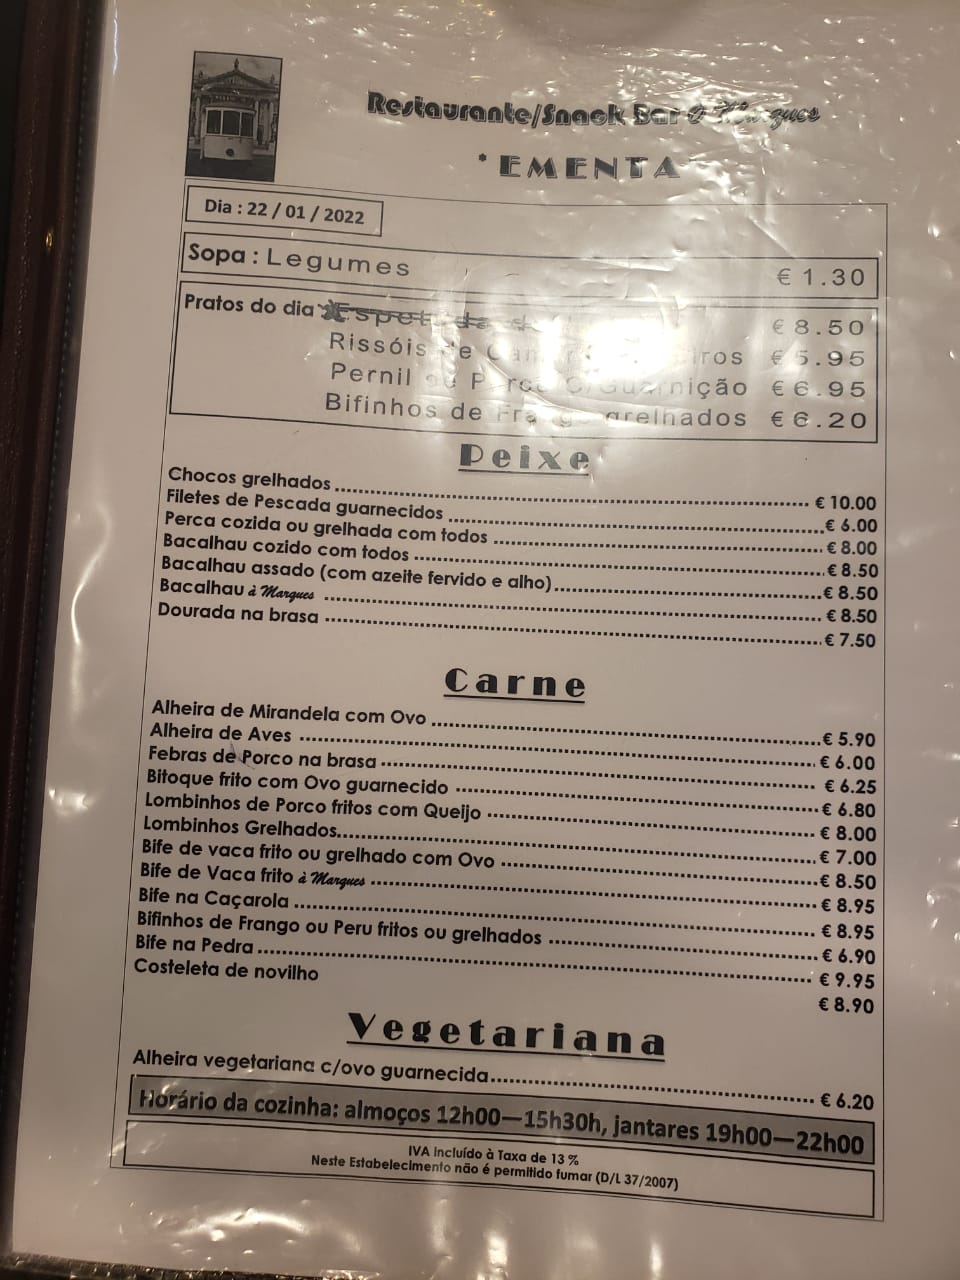 Restaurante/Snack Bar O Marques
* EMENTA
Dia : 22 / 01 / 2022
Sopa : Legumes € 1.30
Pratos do dia € 8.50
Rissóis de € 5.95
Pernil C/Guarnição € 6.95
Bifinhos de Frango grelhados € 6.20
Peixe
Chocos grelhados € 10.00
Filetes de Pescada guarnecidos € 6.00
Perca cozida ou grelhada com todos € 8.00
Bacalhau cozido com todos € 8.50
Bacalhau assado (com azeite fervido e alho) € 8.50
Bacalhau à Marques € 8.50
Dourada na brasa € 7.50
Carne
Alheira de Mirandela com Ovo € 5.90
Alheira de Aves € 6.00
Febras de Porco na brasa € 6.25
Bitoque frito com Ovo guarnecido € 6.80
Lombinhos de Porco fritos com Queijo € 8.00
Lombinhos Grelhados € 7.00
Bife de vaca frito ou grelhado com Ovo € 8.50
Bife de Vaca frito à Marques € 8.95
Bife na Caçarola € 8.95
Bifinhos de Frango ou Peru fritos ou grelhados € 6.90
Bife na Pedra € 9.95
Costeleta de novilho € 8.90
Vegetariana
Alheira vegetariana c/ovo guarnecida € 6.20
Horário da cozinha: almoços 12h00—15h30h, jantares 19h00—22h00
IVA Incluído à Taxa de 13 %
Neste Estabelecimento não é permitido fumar (D/L 37/2007)